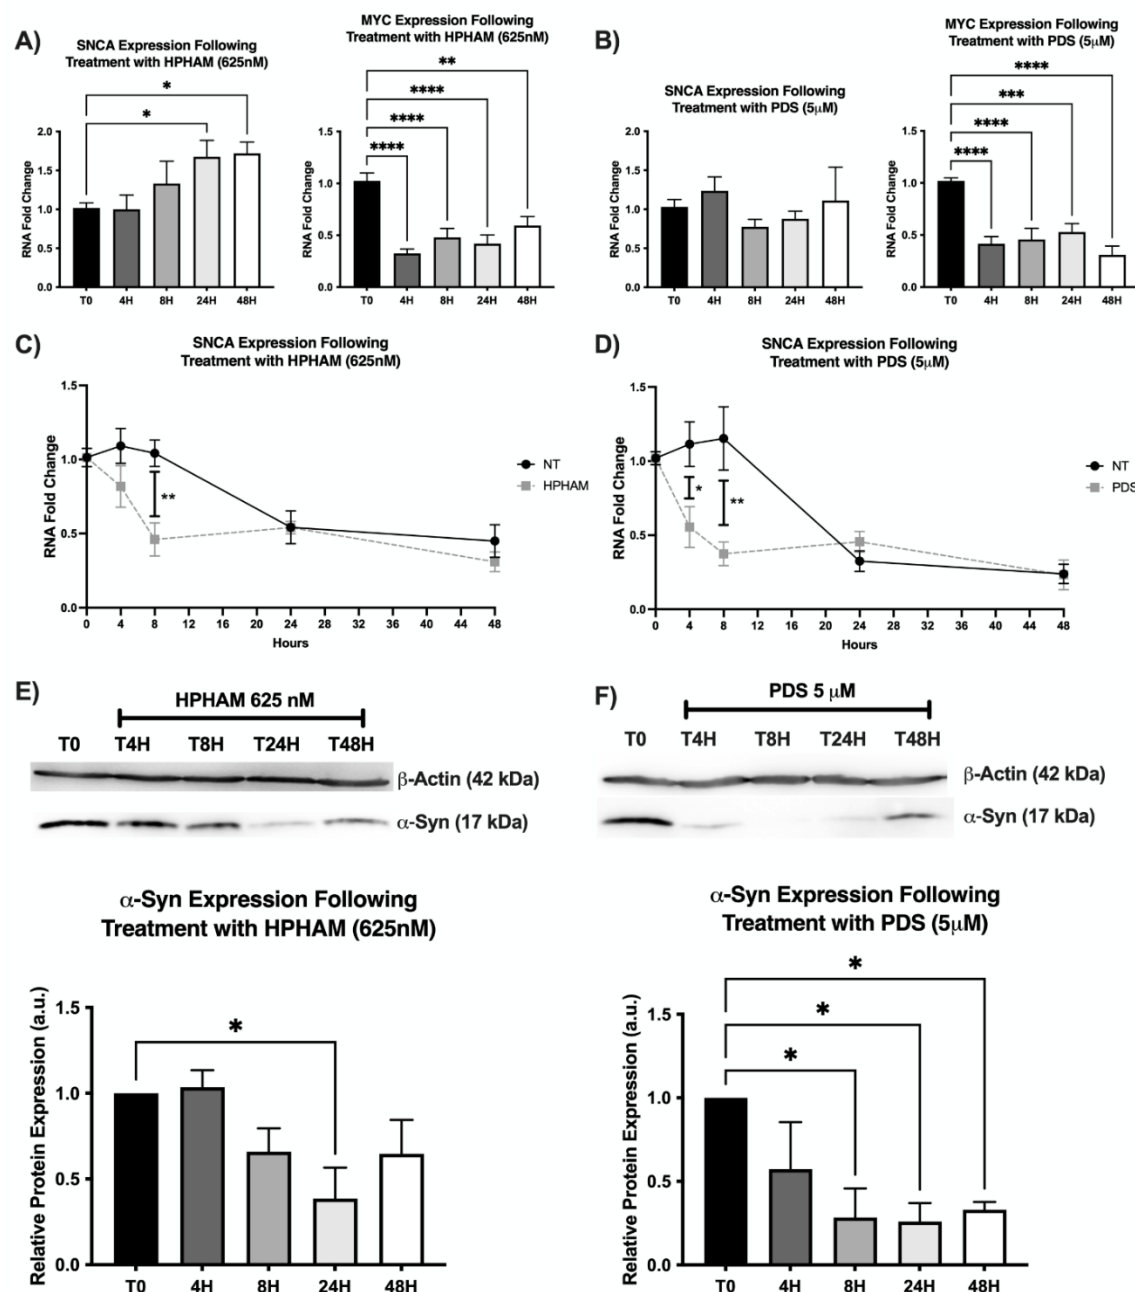 A)
SNCA Expression Following
Treatment with HPHAM (625nM)
*
*
RNA Fold Change
2.0
1.5
1.0
0.5
0.0
T0 4H 8H 24H 48H
MYC Expression Following
Treatment with HPHAM (625nM)
**
****
****
****
RNA Fold Change
1.5
1.0
0.5
0.0
T0 4H 8H 24H 48H
B)
SNCA Expression Following
Treatment with PDS (5μM)
RNA Fold Change
2.0
1.5
1.0
0.5
0.0
T0 4H 8H 24H 48H
MYC Expression Following
Treatment with PDS (5μM)
****
***
****
****
RNA Fold Change
1.5
1.0
0.5
0.0
T0 4H 8H 24H 48H
C)
SNCA Expression Following
Treatment with HPHAM (625nM)
RNA Fold Change
1.5
1.0
0.5
0.0
**
NT
HPHAM
0 4 8 12 16 20 24 28 32 36 40 44 48
Hours
D)
SNCA Expression Following
Treatment with PDS (5μM)
RNA Fold Change
1.5
1.0
0.5
0.0
*
**
NT
PDS
0 4 8 12 16 20 24 28 32 36 40 44 48
Hours
E)
HPHAM 625 nM
T0 T4H T8H T24H T48H
β-Actin (42 kDa)
α-Syn (17 kDa)
α-Syn Expression Following
Treatment with HPHAM (625nM)
*
Relative Protein Expression (a.u.)
1.5
1.0
0.5
0.0
T0 4H 8H 24H 48H
F)
PDS 5 μM
T0 T4H T8H T24H T48H
β-Actin (42 kDa)
α-Syn (17 kDa)
α-Syn Expression Following
Treatment with PDS (5μM)
*
*
*
Relative Protein Expression (a.u.)
1.5
1.0
0.5
0.0
T0 4H 8H 24H 48H